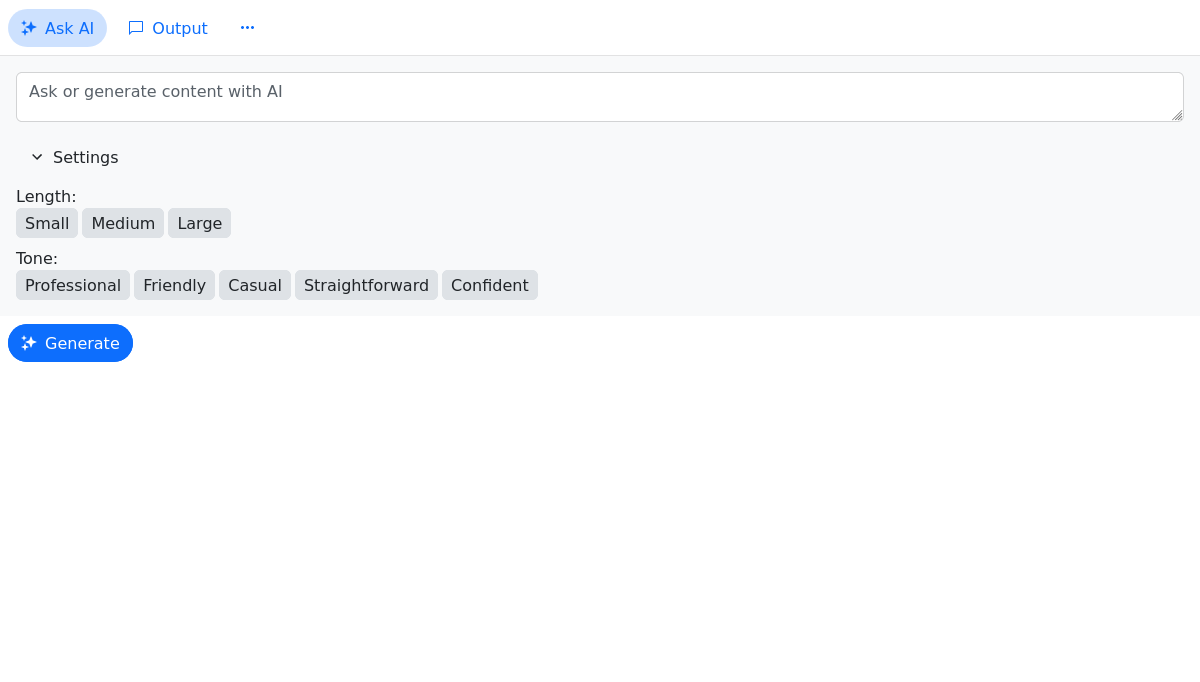 Ask AI Output
Ask or generate content with AI
Settings
Length:
Small Medium Large
Tone:
Professional Friendly Casual Straightforward Confident
Generate